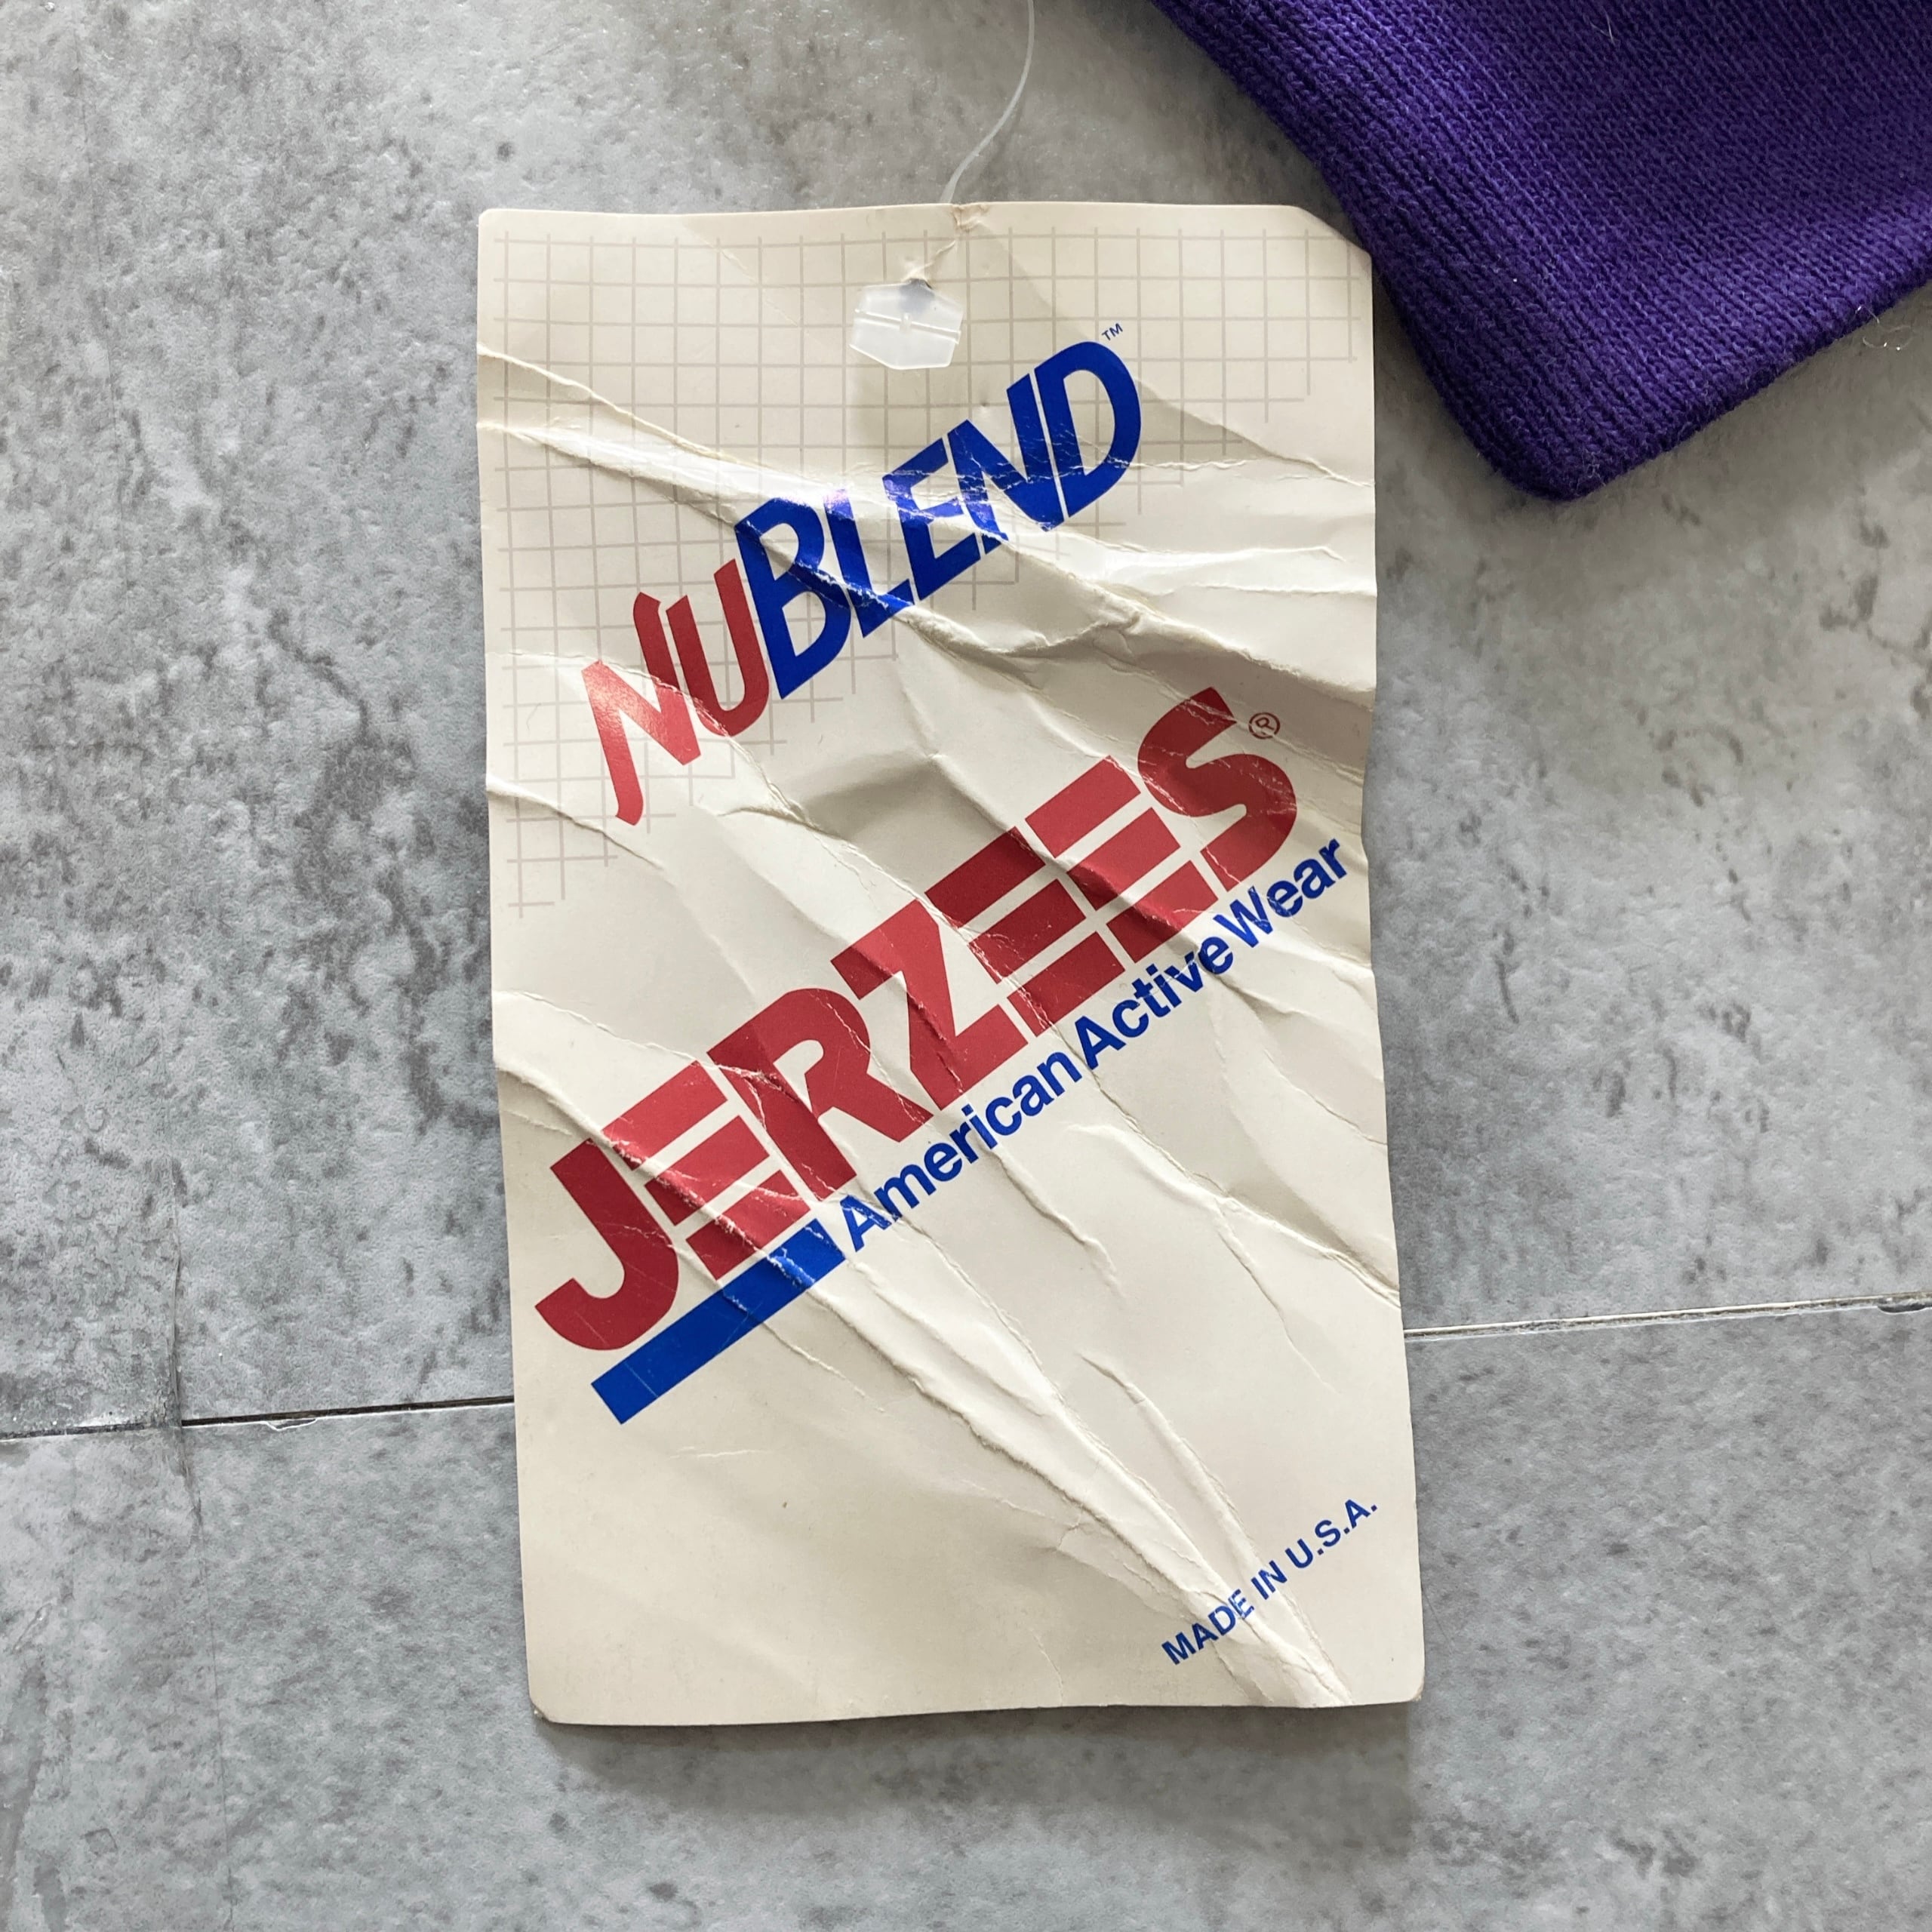 NUBLEND™
JERZEES®
American Active Wear
MADE IN U.S.A.